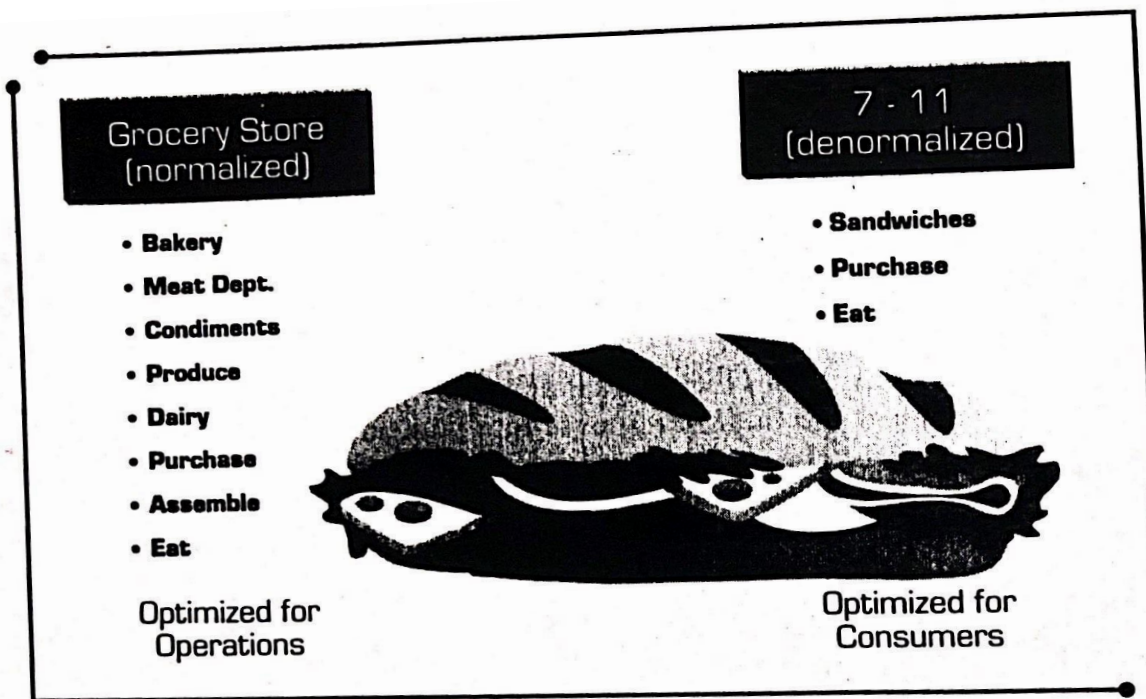 Grocery Store
(normalized)
• Bakery
• Meat Dept.
• Condiments
• Produce
• Dairy
• Purchase
• Assemble
• Eat
Optimized for
Operations
7 - 11
(denormalized)
• Sandwiches
• Purchase
• Eat
Optimized for
Consumers